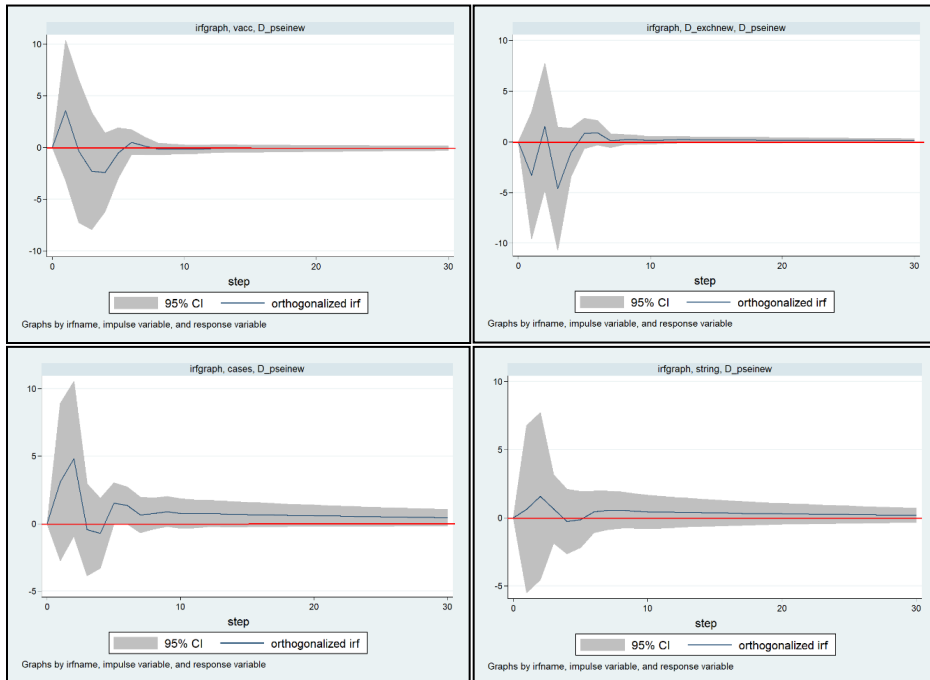 irfgraph, vacc, D_pseinew
10
5
0
-5
-10
0 10 20 30
step
95% CI orthogonalized irf
Graphs by irfname, impulse variable, and response variable
irfgraph, D_exchnew, D_pseinew
10
5
0
-5
-10
0 10 20 30
step
95% CI orthogonalized irf
Graphs by irfname, impulse variable, and response variable
irfgraph, cases, D_pseinew
10
5
0
-5
0 10 20 30
step
95% CI orthogonalized irf
Graphs by irfname, impulse variable, and response variable
irfgraph, string, D_pseinew
10
5
0
-5
0 10 20 30
step
95% CI orthogonalized irf
Graphs by irfname, impulse variable, and response variable